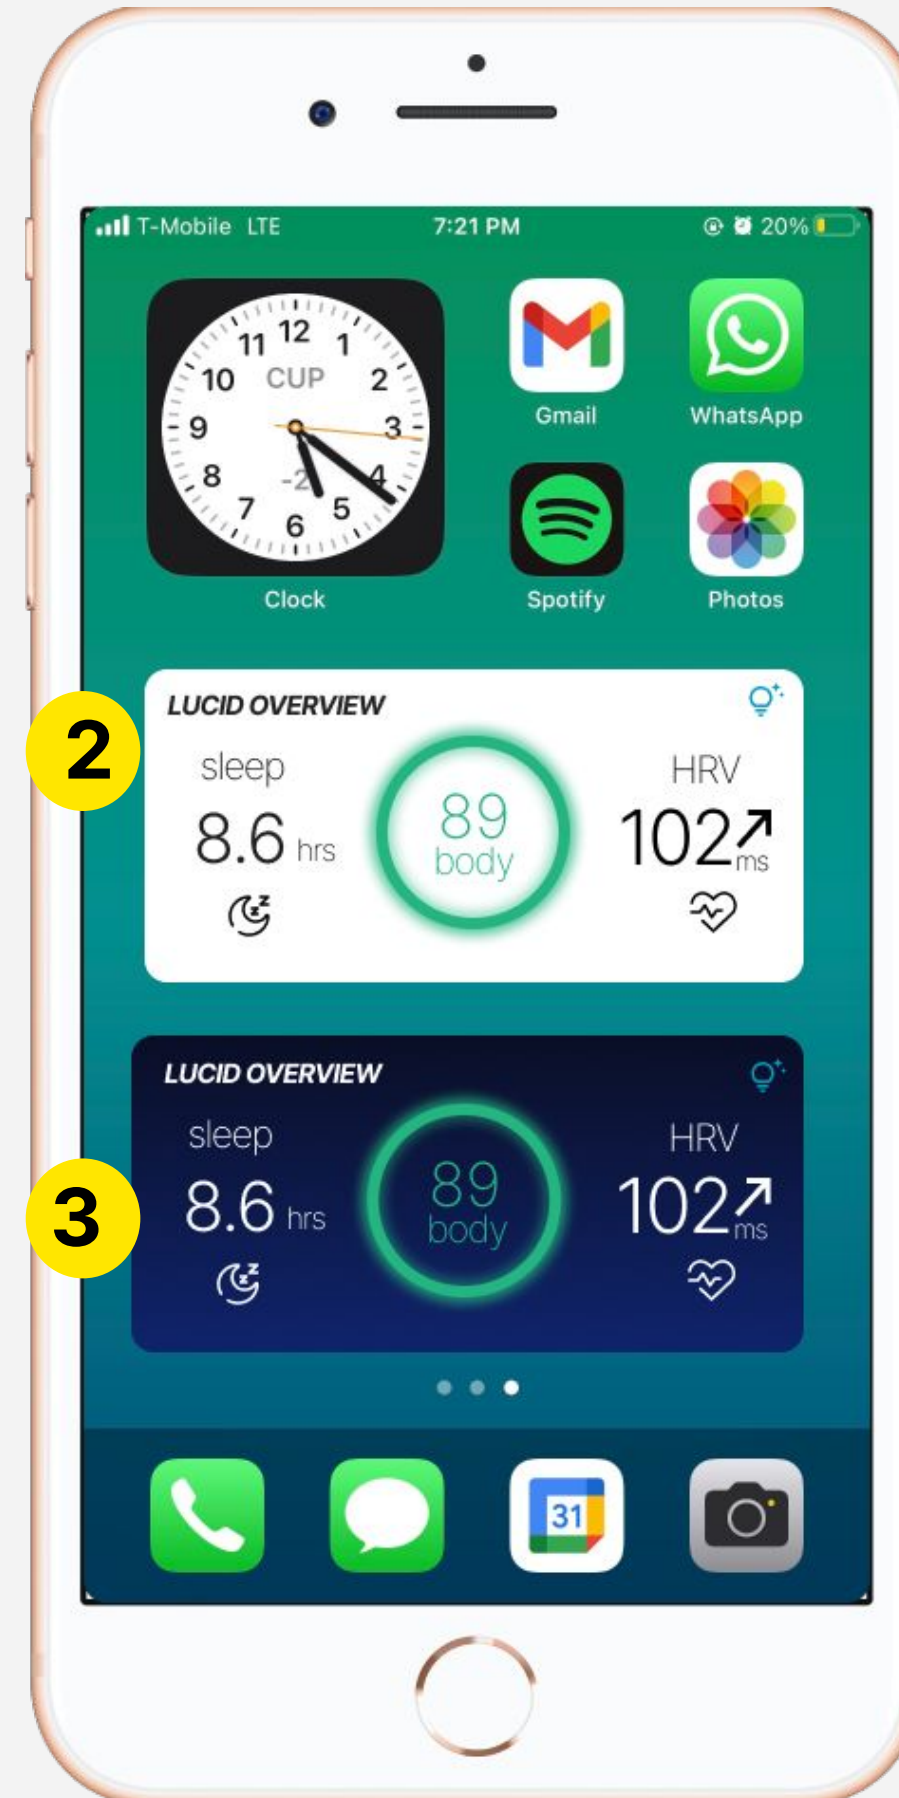 T-Mobile LTE 7:21 PM 20%
12
11 1
10 CUP 2
9 3
8 -2 4
7 5
6
Clock
Gmail
WhatsApp
Spotify
Photos
2
LUCID OVERVIEW
sleep
8.6 hrs
89
body
HRV
102 ms
3
LUCID OVERVIEW
sleep
8.6 hrs
89
body
HRV
102 ms
31